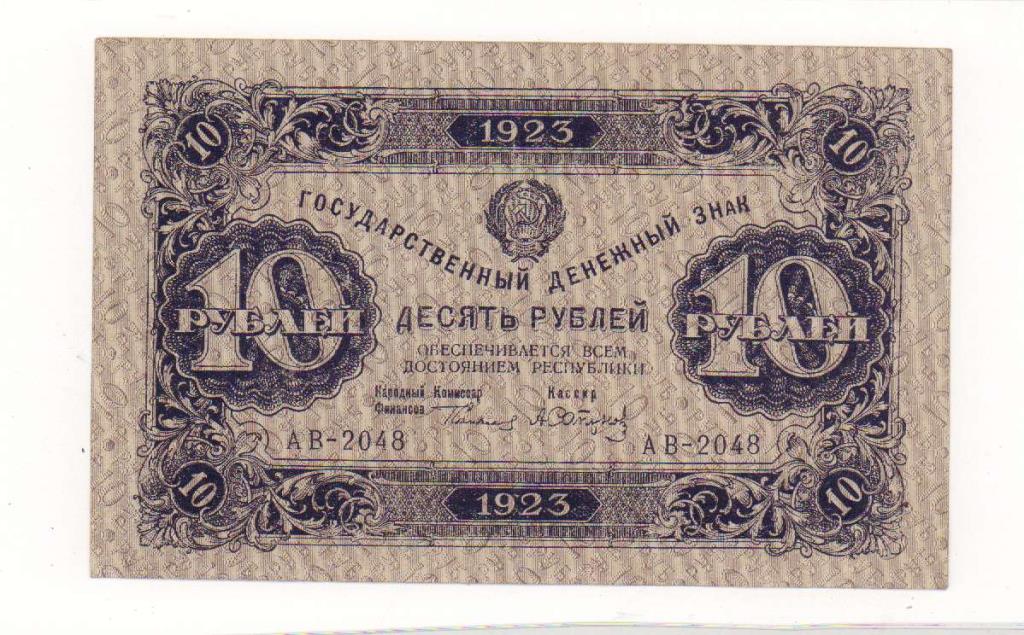 1923
10
10
ГОСУДАРСТВЕННЫЙ ДЕНЕЖНЫЙ ЗНАК
10
РУБЛЕЙ
10
РУБЛЕЙ
ДЕСЯТЬ РУБЛЕЙ
ОБЕСПЕЧИВАЕТСЯ ВСЕМ
ДОСТОЯНИЕМ РЕСПУБЛИКИ
Народный Комиссар
Финансов
Кассир
АВ-2048
АВ-2048
10
1923
10